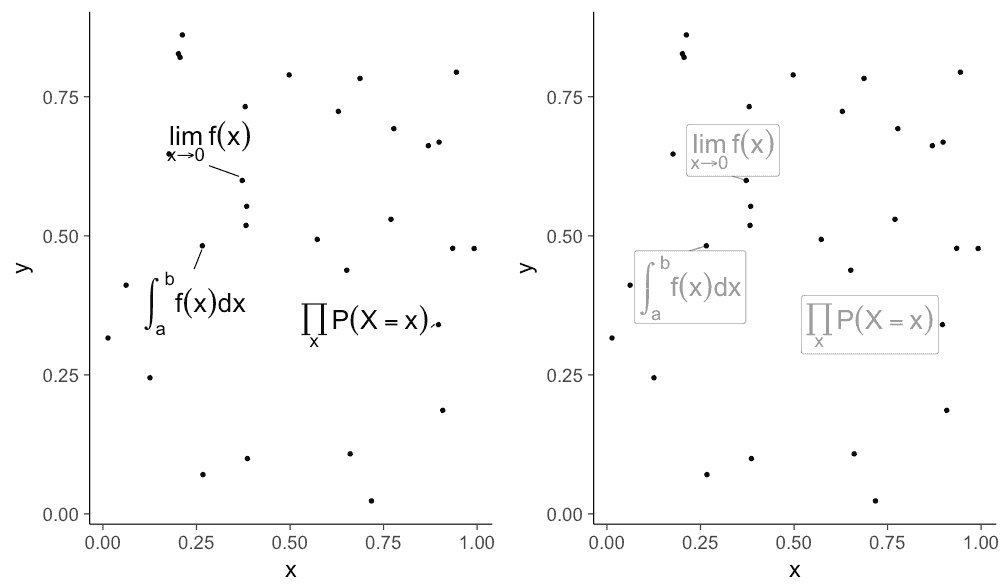 0.75
0.50
0.25
0.00
y
lim f(x)
x→0
∫ₐᵇ f(x)dx
∏ P(X = x)
x
0.00 0.25 0.50 0.75 1.00
x
0.75
0.50
0.25
0.00
y
lim f(x)
x→0
∫ₐᵇ f(x)dx
∏ P(X = x)
x
0.00 0.25 0.50 0.75 1.00
x